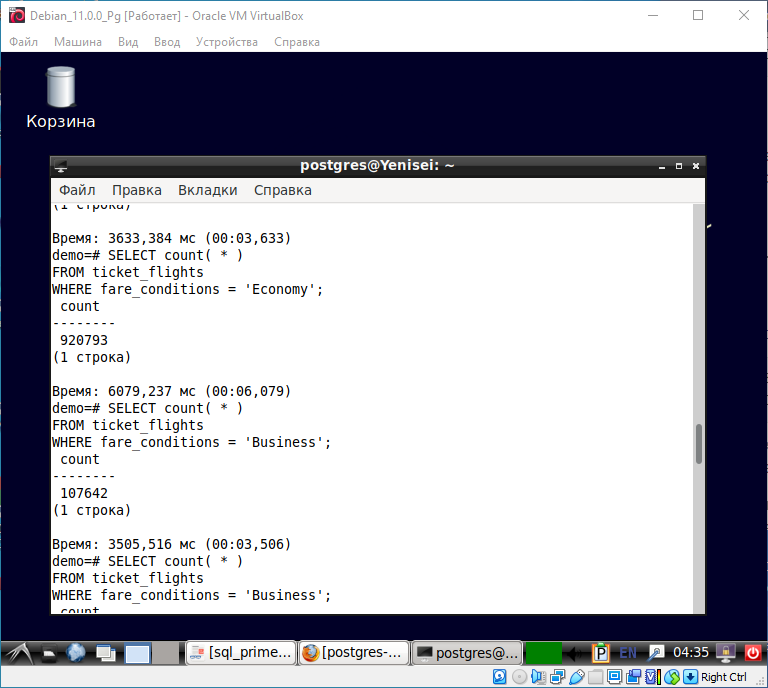 Debian_11.0.0_Pg [Работает] - Oracle VM VirtualBox
Файл Машина Вид Ввод Устройства Справка
Корзина
postgres@Yenisei: ~
Файл Правка Вкладки Справка
(1 строка)
Время: 3633,384 мс (00:03,633)
demo=# SELECT count( * )
FROM ticket_flights
WHERE fare_conditions = 'Economy';
count
--------
920793
(1 строка)
Время: 6079,237 мс (00:06,079)
demo=# SELECT count( * )
FROM ticket_flights
WHERE fare_conditions = 'Business';
count
--------
107642
(1 строка)
Время: 3505,516 мс (00:03,506)
demo=# SELECT count( * )
FROM ticket_flights
WHERE fare_conditions = 'Business';
count
[sql_prime... [postgres-... postgres@... P EN 04:35
Right Ctrl